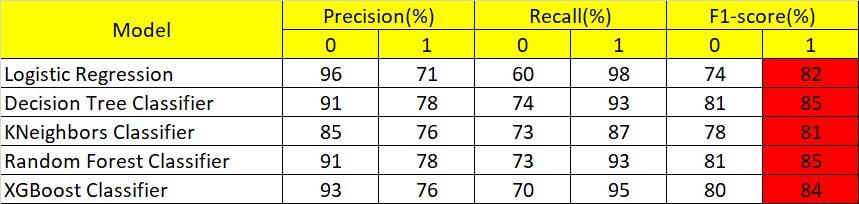 Model Precision(%) Recall(%) F1-score(%)
0 1 0 1 0 1
Logistic Regression 96 71 60 98 74 82
Decision Tree Classifier 91 78 74 93 81 85
KNeighbors Classifier 85 76 73 87 78 81
Random Forest Classifier 91 78 73 93 81 85
XGBoost Classifier 93 76 70 95 80 84